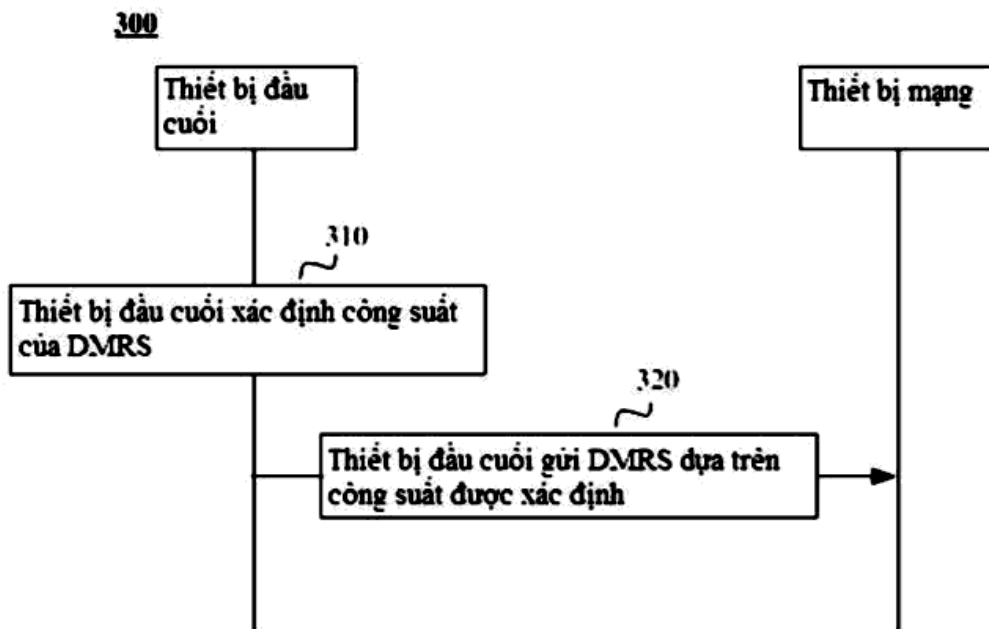 300
Thiết bị đầu
cuối
Thiết bị mạng
310
Thiết bị đầu cuối xác định công suất
của DMRS
320
Thiết bị đầu cuối gửi DMRS dựa trên
công suất được xác định